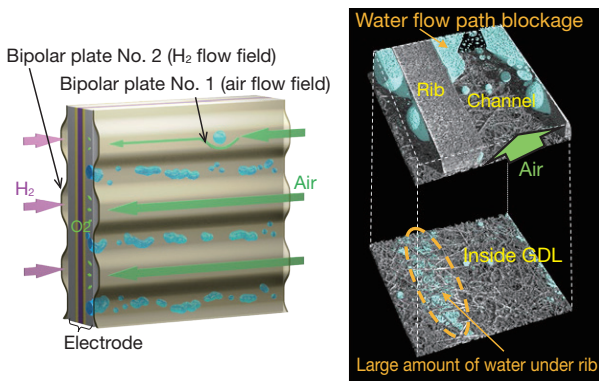 Bipolar plate No. 2 (H₂ flow field)
Bipolar plate No. 1 (air flow field)
H₂
O2
Air
Electrode
Water flow path blockage
Rib
Channel
Air
Inside GDL
Large amount of water under rib